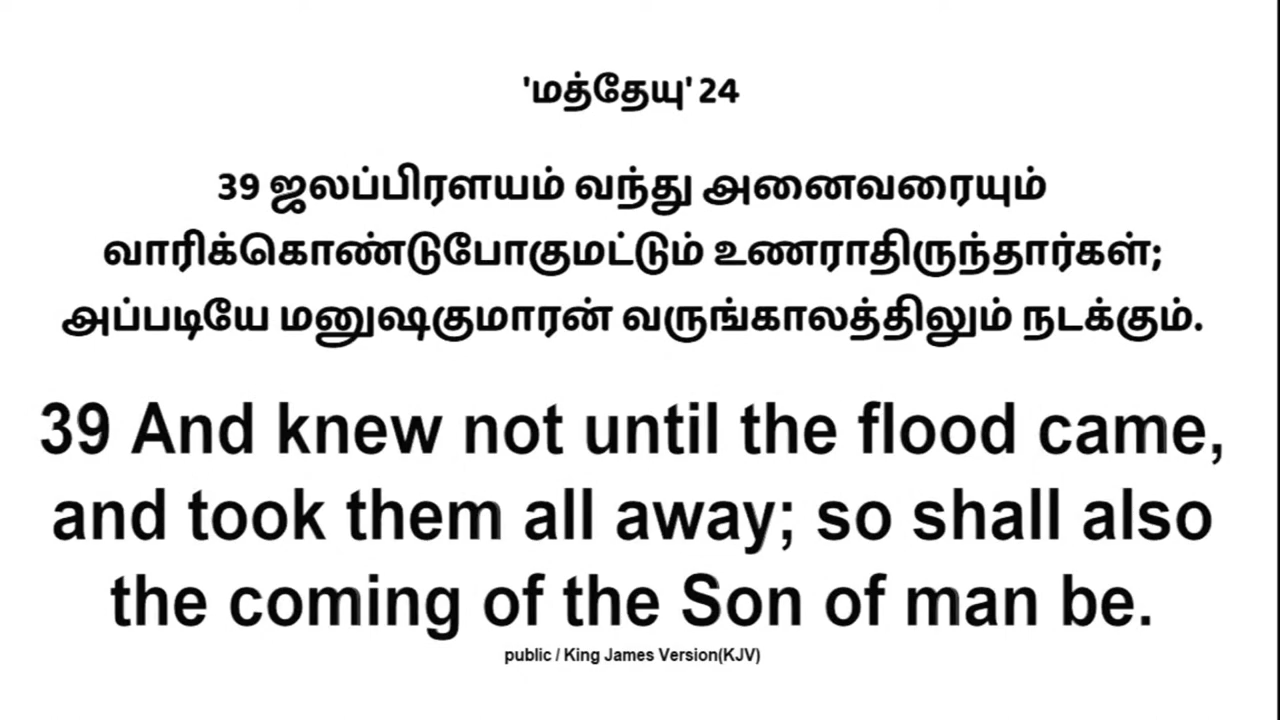 'மத்தேயு' 24
39 ஜலப்பிரளயம் வந்து அனைவரையும்
வாரிக்கொண்டுபோகுமட்டும் உணராதிருந்தார்கள்;
அப்படியே மனுஷகுமாரன் வருங்காலத்திலும் நடக்கும்.
39 And knew not until the flood came,
and took them all away; so shall also
the coming of the Son of man be.
public / King James Version(KJV)